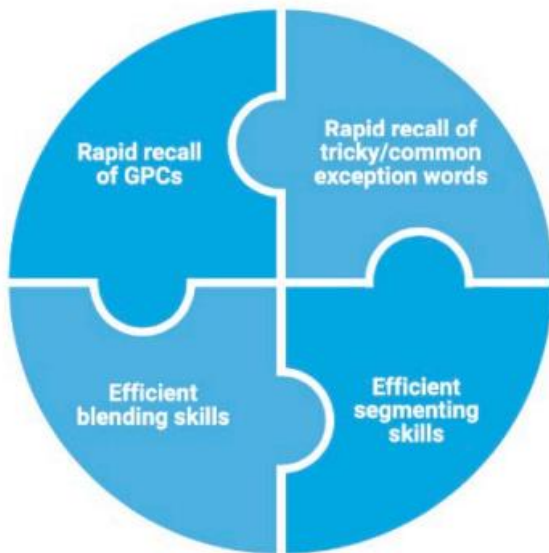 Rapid recall
of GPCs
Rapid recall of
tricky/common
exception words
Efficient
blending skills
Efficient
segmenting
skills